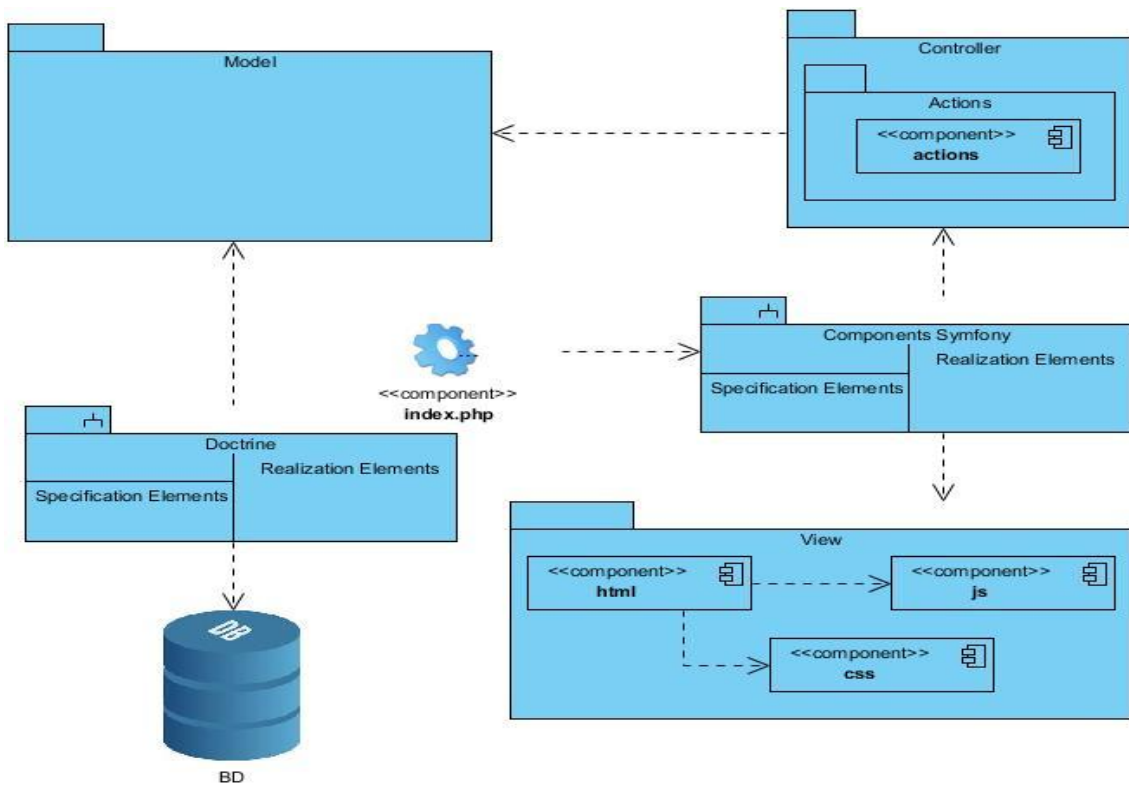 Model
Controller
Actions
<<component>>
actions
Components Symfony
Realization Elements
Specification Elements
<<component>>
index.php
Doctrine
Realization Elements
Specification Elements
View
<<component>>
html
<<component>>
js
<<component>>
css
DB
BD